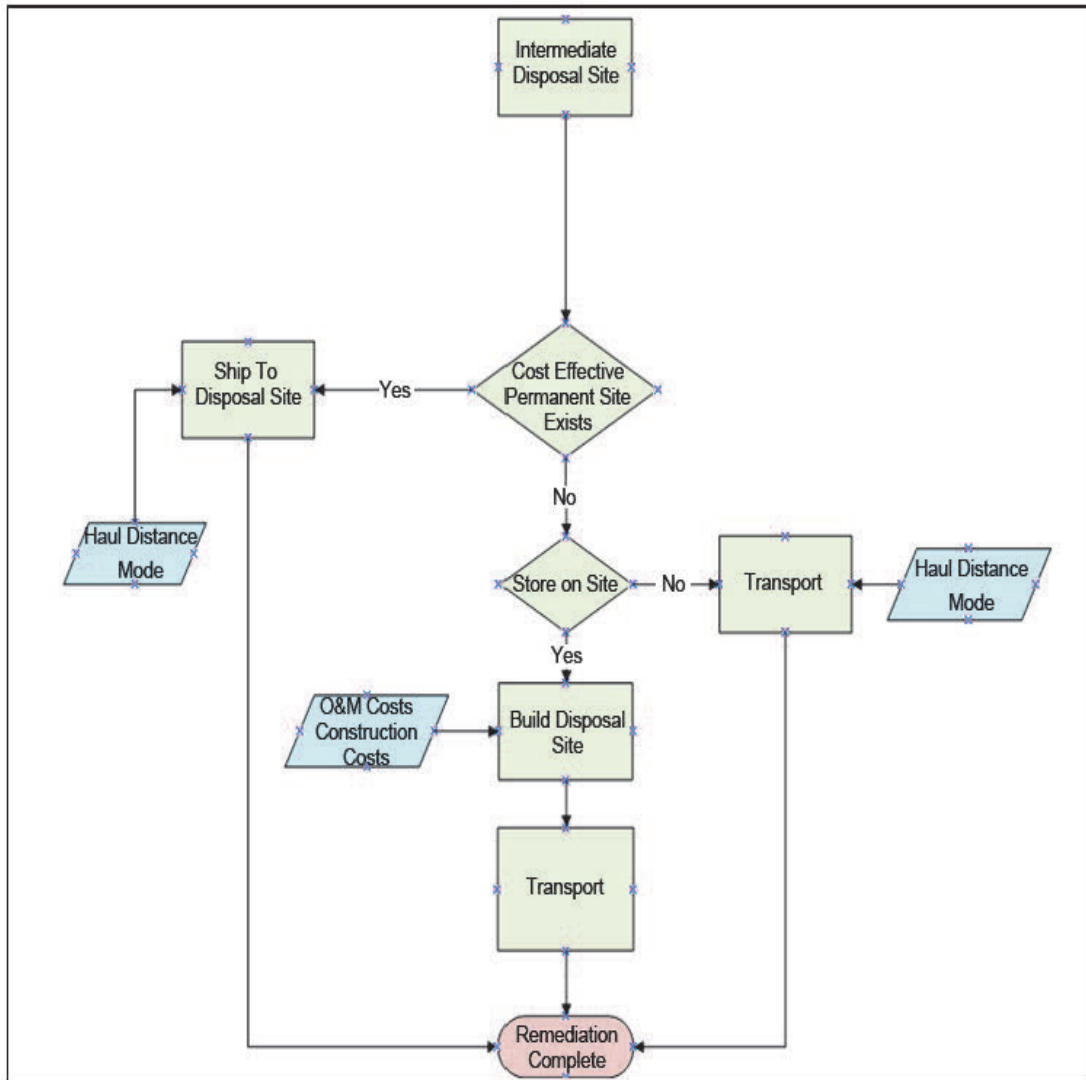 Intermediate
Disposal Site
Ship To
Disposal Site
Yes
Cost Effective
Permanent Site
Exists
No
Haul Distance
Mode
Store on Site
No
Transport
Haul Distance
Mode
Yes
O&M Costs
Construction
Costs
Build Disposal
Site
Transport
Remediation
Complete